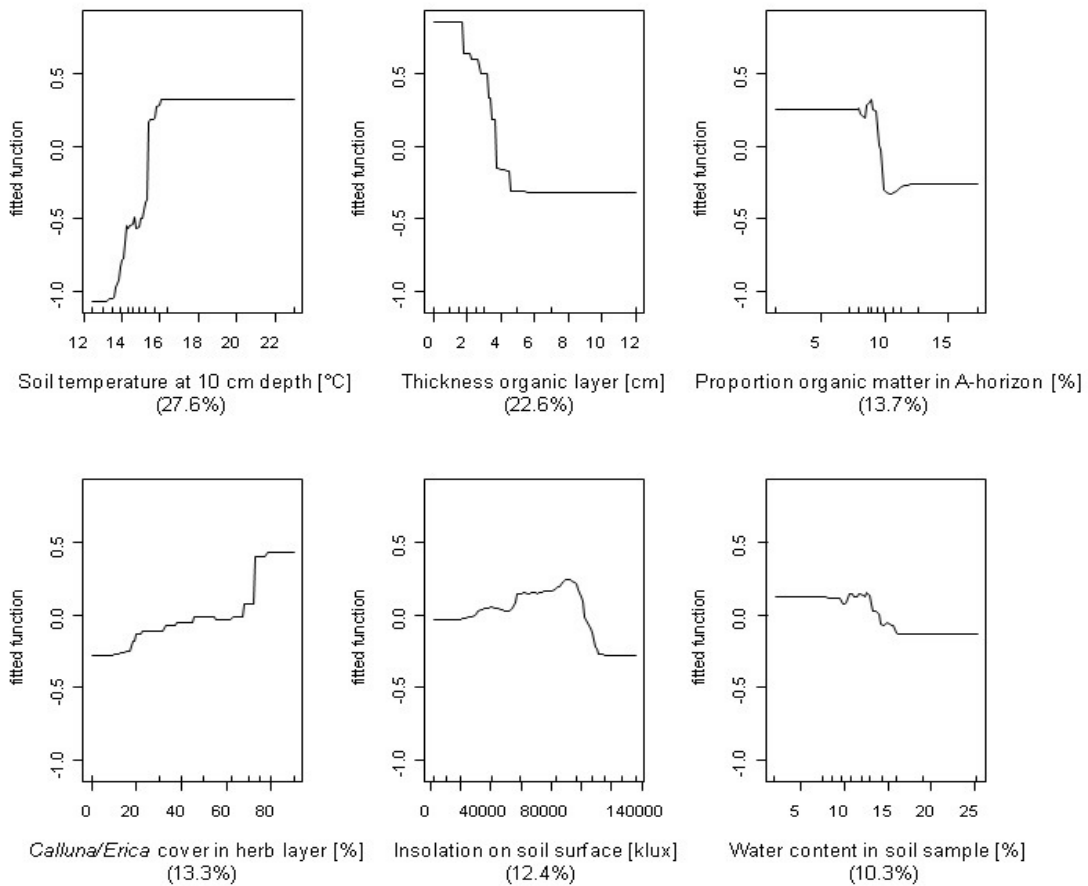 fitted function
-1.0 -0.5 0.0 0.5
12 14 16 18 20 22
Soil temperature at 10 cm depth [°C]
(27.6%)
fitted function
-1.0 -0.5 0.0 0.5
0 2 4 6 8 10 12
Thickness organic layer [cm]
(22.6%)
fitted function
-1.0 -0.5 0.0 0.5
5 10 15
Proportion organic matter in A-horizon [%]
(13.7%)
fitted function
-1.0 -0.5 0.0 0.5
0 20 40 60 80
Calluna/Erica cover in herb layer [%]
(13.3%)
fitted function
-1.0 -0.5 0.0 0.5
0 40000 80000 140000
Insolation on soil surface [klux]
(12.4%)
fitted function
-1.0 -0.5 0.0 0.5
5 10 15 20 25
Water content in soil sample [%]
(10.3%)